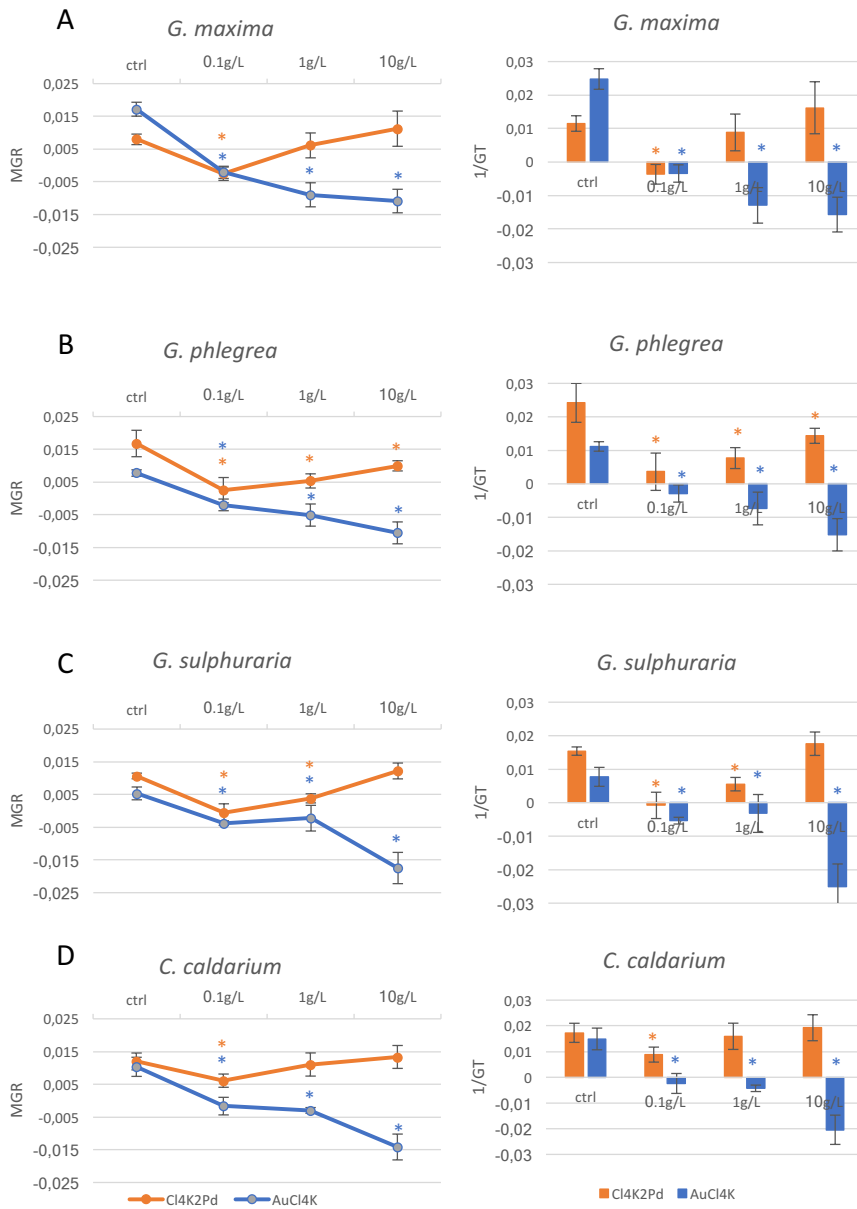 A
G. maxima
ctrl 0.1g/L 1g/L 10g/L
0,025
0,015
0,005
-0,005
-0,015
-0,025
MGR
* * * *
G. maxima
0,03
0,02
0,01
0
-0,01
-0,02
-0,03
1/GT
ctrl 0.1g/L 1g/L 10g/L
* * * *
B
G. phlegrea
ctrl 0.1g/L 1g/L 10g/L
0,025
0,015
0,005
-0,005
-0,015
-0,025
MGR
* * * * * *
G. phlegrea
0,03
0,02
0,01
0
-0,01
-0,02
-0,03
1/GT
ctrl 0.1g/L 1g/L 10g/L
* * * * * *
C
G. sulphuraria
ctrl 0.1g/L 1g/L 10g/L
0,025
0,015
0,005
-0,005
-0,015
-0,025
MGR
* * * * *
G. sulphuraria
0,03
0,02
0,01
0
-0,01
-0,02
-0,03
1/GT
ctrl 0.1g/L 1g/L 10g/L
* * * * *
D
C. caldarium
ctrl 0.1g/L 1g/L 10g/L
0,025
0,015
0,005
-0,005
-0,015
-0,025
MGR
* * * *
Cl4K2Pd AuCl4K
C. caldarium
0,03
0,02
0,01
0
-0,01
-0,02
-0,03
1/GT
ctrl 0.1g/L 1g/L 10g/L
* * * *
Cl4K2Pd AuCl4K